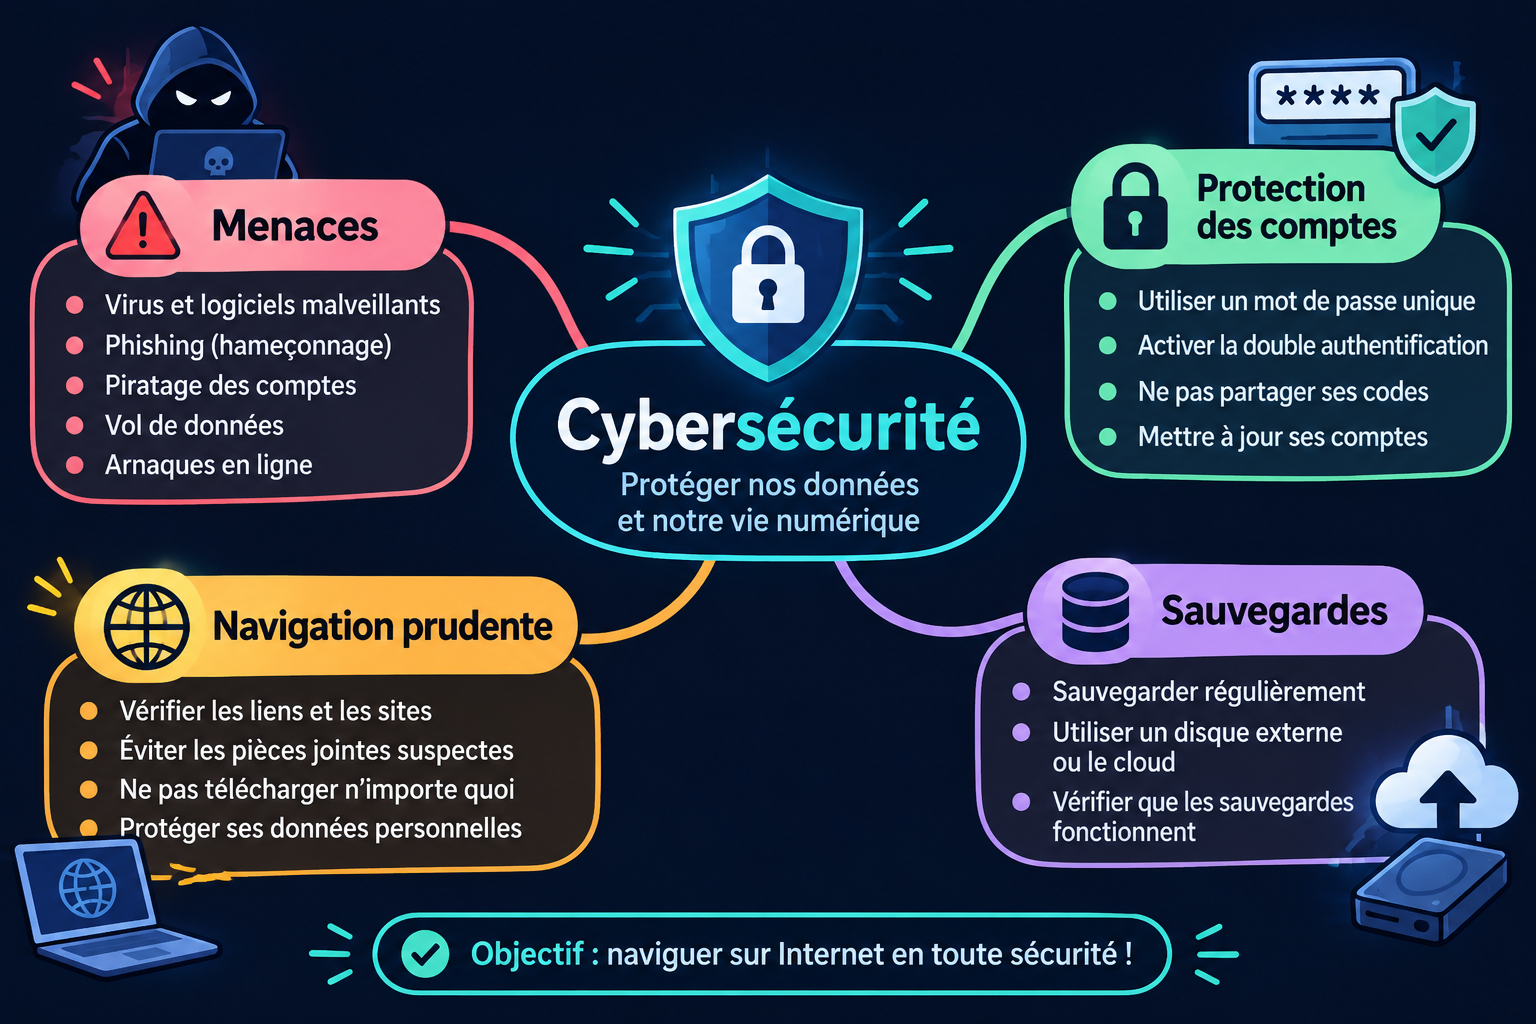 ****
Menaces
Virus et logiciels malveillants
Phishing (hameçonnage)
Piratage des comptes
Vol de données
Arnaques en ligne
Protection
des comptes
Utiliser un mot de passe unique
Activer la double authentification
Ne pas partager ses codes
Mettre à jour ses comptes
Cybersécurité
Protéger nos données
et notre vie numérique
Navigation prudente
Vérifier les liens et les sites
Éviter les pièces jointes suspectes
Ne pas télécharger n’importe quoi
Protéger ses données personnelles
Sauvegardes
Sauvegarder régulièrement
Utiliser un disque externe
ou le cloud
Vérifier que les sauvegardes
fonctionnent
Objectif : naviguer sur Internet en toute sécurité !